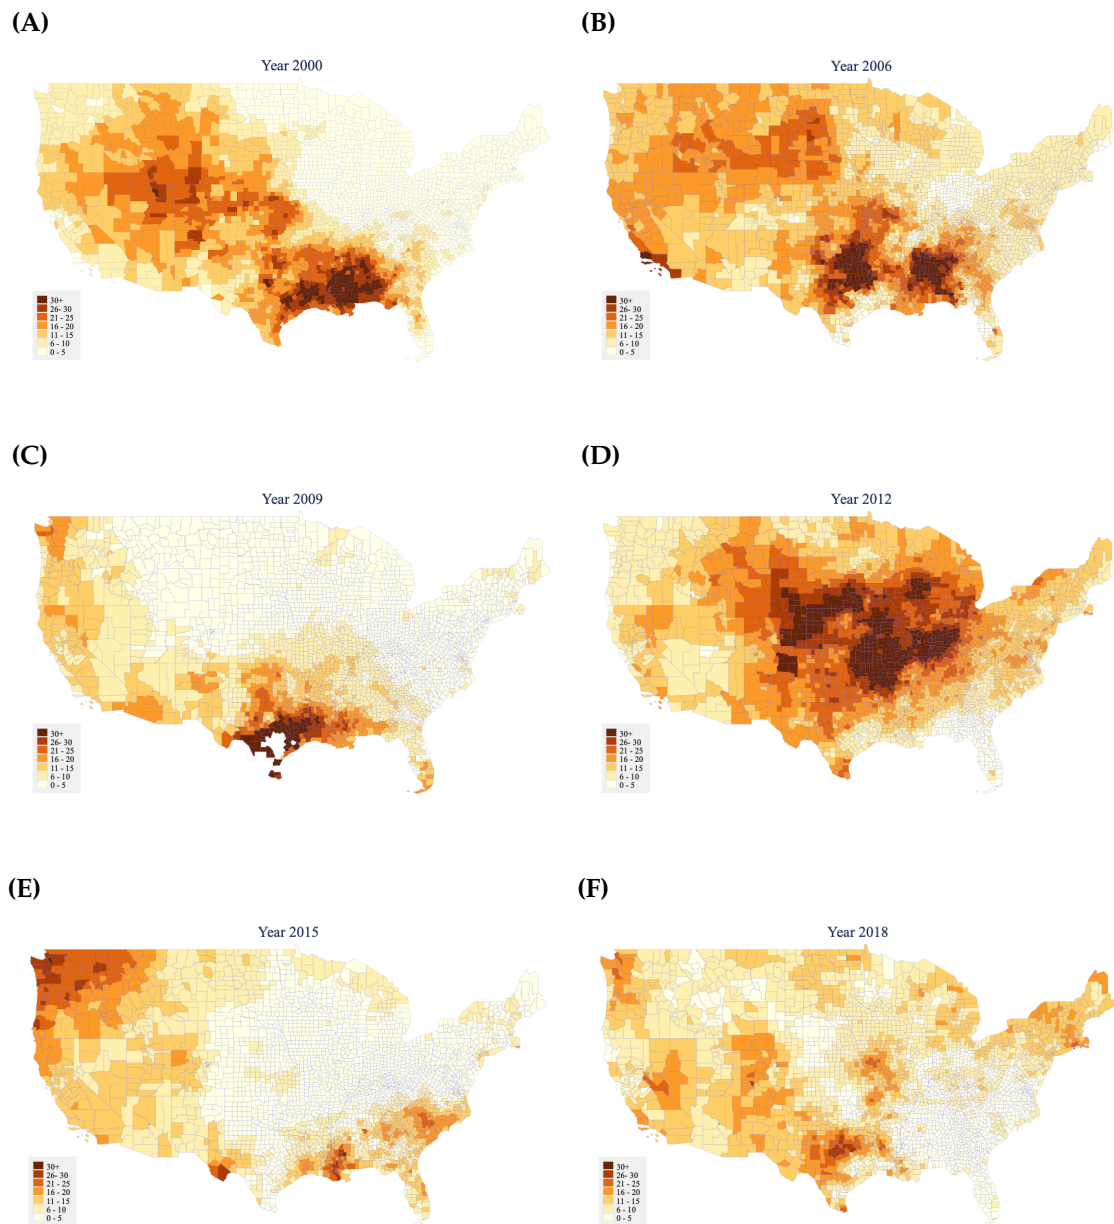 (A)
Year 2000
30+
26- 30
21 - 25
16 - 20
11 - 15
6 - 10
0 - 5
(B)
Year 2006
30+
26- 30
21 - 25
16 - 20
11 - 15
6 - 10
0 - 5
(C)
Year 2009
30+
26- 30
21 - 25
16 - 20
11 - 15
6 - 10
0 - 5
(D)
Year 2012
30+
26- 30
21 - 25
16 - 20
11 - 15
6 - 10
0 - 5
(E)
Year 2015
30+
26- 30
21 - 25
16 - 20
11 - 15
6 - 10
0 - 5
(F)
Year 2018
30+
26- 30
21 - 25
16 - 20
11 - 15
6 - 10
0 - 5